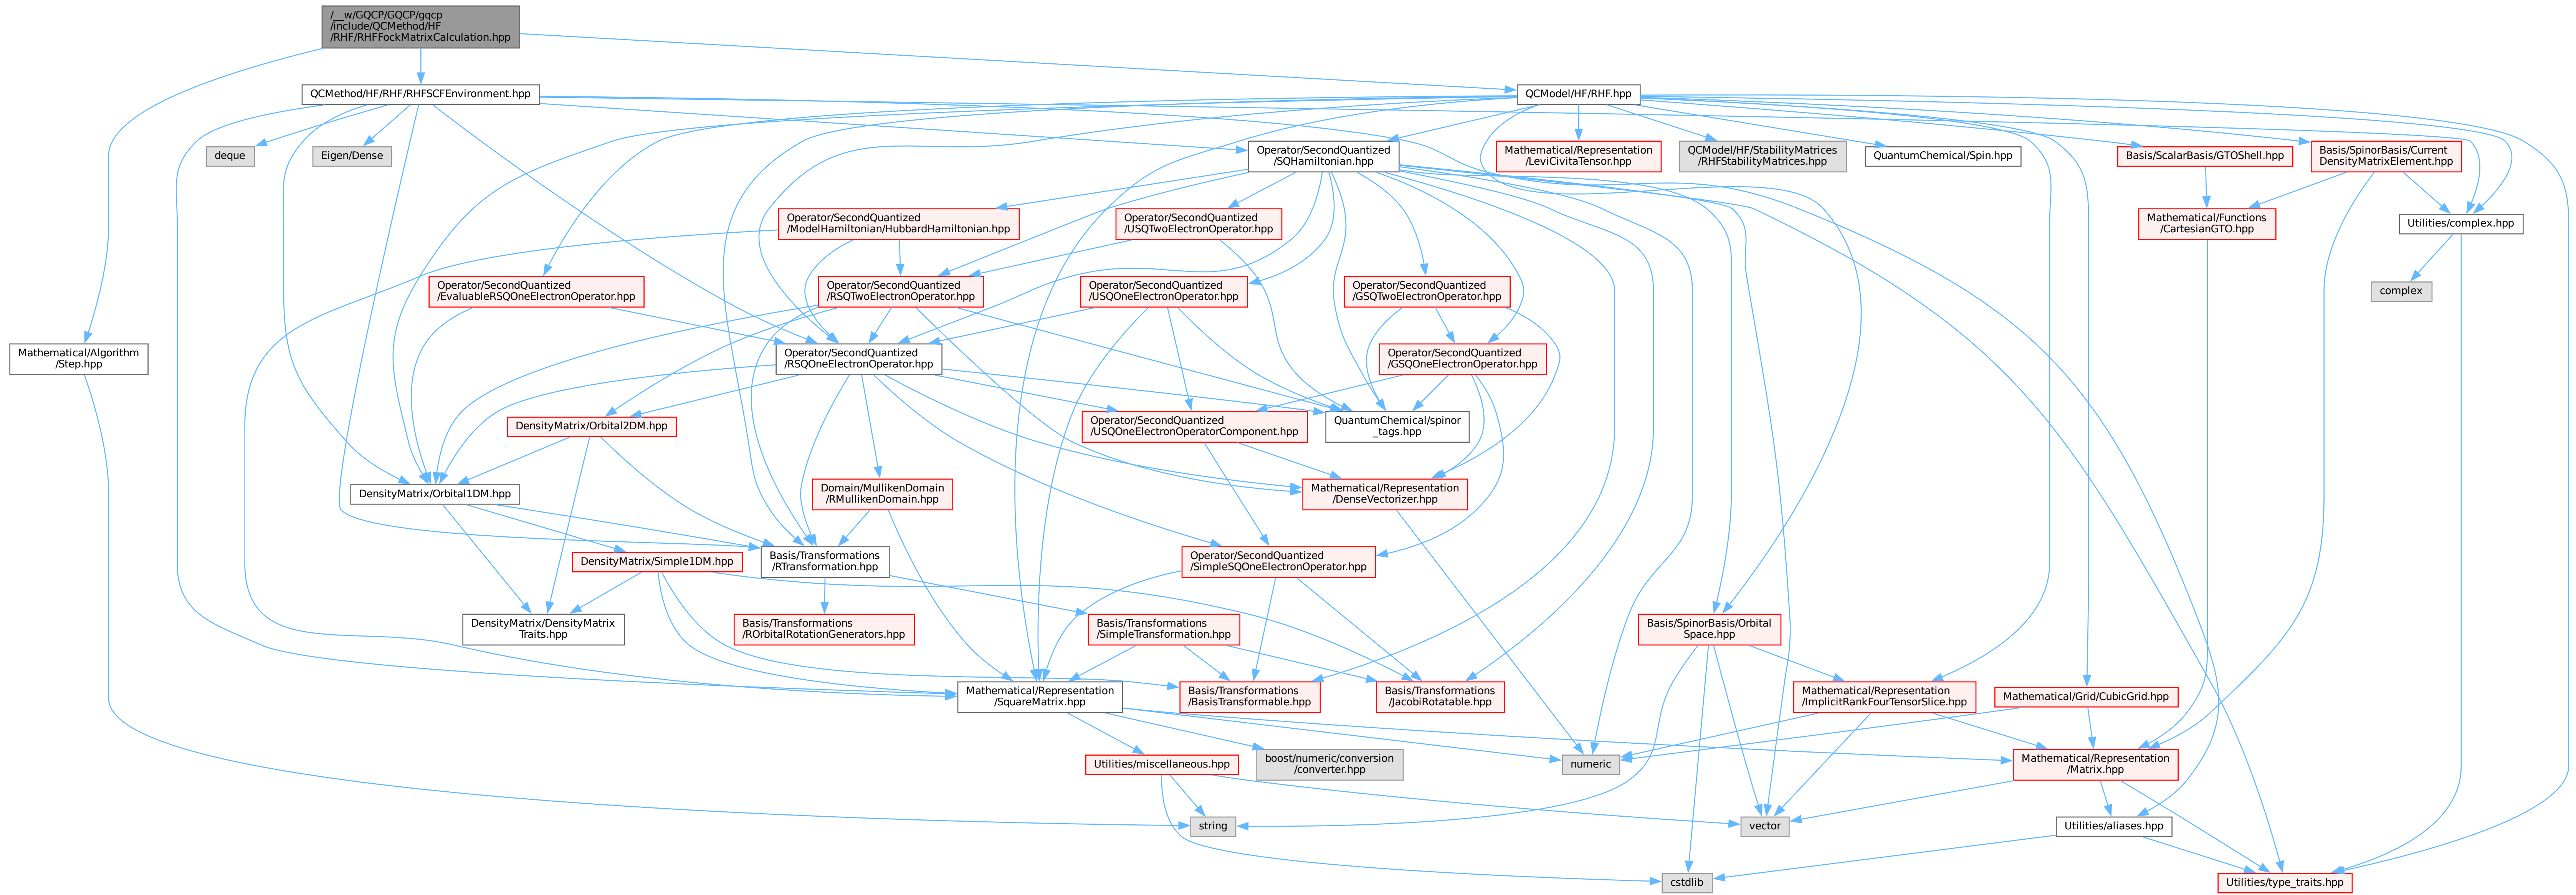 /__w/GQCP/GQCP/gqcp
/include/QCMethod/HF
/RHF/RHFFockMatrixCalculation.hpp
QCMethod/HF/RHF/RHFSCFEnvironment.hpp
QCModel/HF/RHF.hpp
deque
Eigen/Dense
Operator/SecondQuantized
/SQHamiltonian.hpp
Mathematical/Representation
/LeviCivitaTensor.hpp
QCModel/HF/StabilityMatrices
/RHFStabilityMatrices.hpp
QuantumChemical/Spin.hpp
Basis/ScalarBasis/GTOShell.hpp
Basis/SpinorBasis/Current
DensityMatrixElement.hpp
Operator/SecondQuantized
/ModelHamiltonian/HubbardHamiltonian.hpp
Operator/SecondQuantized
/USQTwoElectronOperator.hpp
Mathematical/Functions
/CartesianGTO.hpp
Utilities/complex.hpp
Operator/SecondQuantized
/EvaluableRSQOneElectronOperator.hpp
Operator/SecondQuantized
/RSQTwoElectronOperator.hpp
Operator/SecondQuantized
/USQOneElectronOperator.hpp
Operator/SecondQuantized
/GSQTwoElectronOperator.hpp
complex
Mathematical/Algorithm
/Step.hpp
Operator/SecondQuantized
/RSQOneElectronOperator.hpp
Operator/SecondQuantized
/GSQOneElectronOperator.hpp
DensityMatrix/Orbital2DM.hpp
Operator/SecondQuantized
/USQOneElectronOperatorComponent.hpp
QuantumChemical/spinor
_tags.hpp
DensityMatrix/Orbital1DM.hpp
Domain/MullikenDomain
/RMullikenDomain.hpp
Mathematical/Representation
/DenseVectorizer.hpp
DensityMatrix/Simple1DM.hpp
Basis/Transformations
/RTransformation.hpp
Operator/SecondQuantized
/SimpleSQOneElectronOperator.hpp
DensityMatrix/DensityMatrix
Traits.hpp
Basis/Transformations
/ROrbitalRotationGenerators.hpp
Basis/Transformations
/SimpleTransformation.hpp
Basis/SpinorBasis/Orbital
Space.hpp
Mathematical/Representation
/SquareMatrix.hpp
Basis/Transformations
/BasisTransformable.hpp
Basis/Transformations
/JacobiRotatable.hpp
Mathematical/Representation
/ImplicitRankFourTensorSlice.hpp
Mathematical/Grid/CubicGrid.hpp
Utilities/miscellaneous.hpp
boost/numeric/conversion
/converter.hpp
numeric
Mathematical/Representation
/Matrix.hpp
string
vector
Utilities/aliases.hpp
cstdlib
Utilities/type_traits.hpp